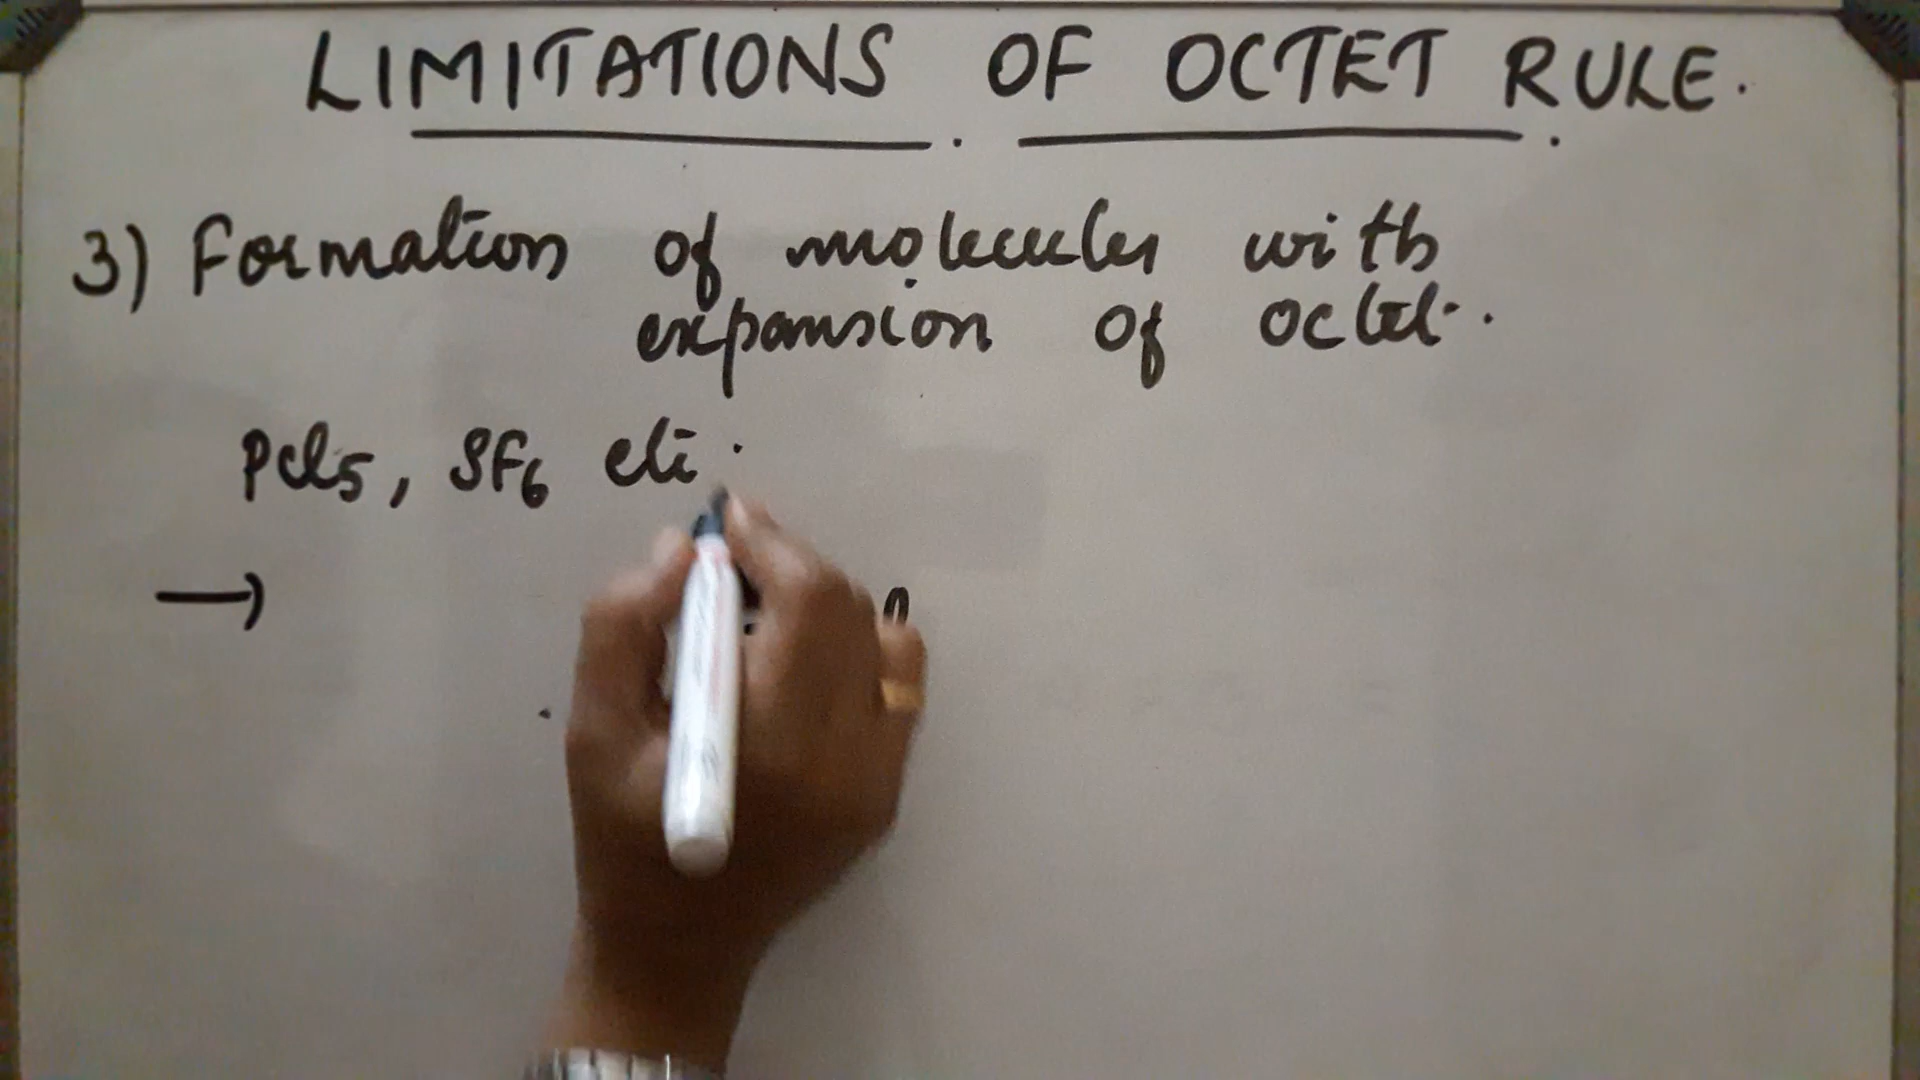 LIMITATIONS OF OCTET RULE.
3) Formation of molecules with
expansion of octet.
PCl5, SF6 etc.
→